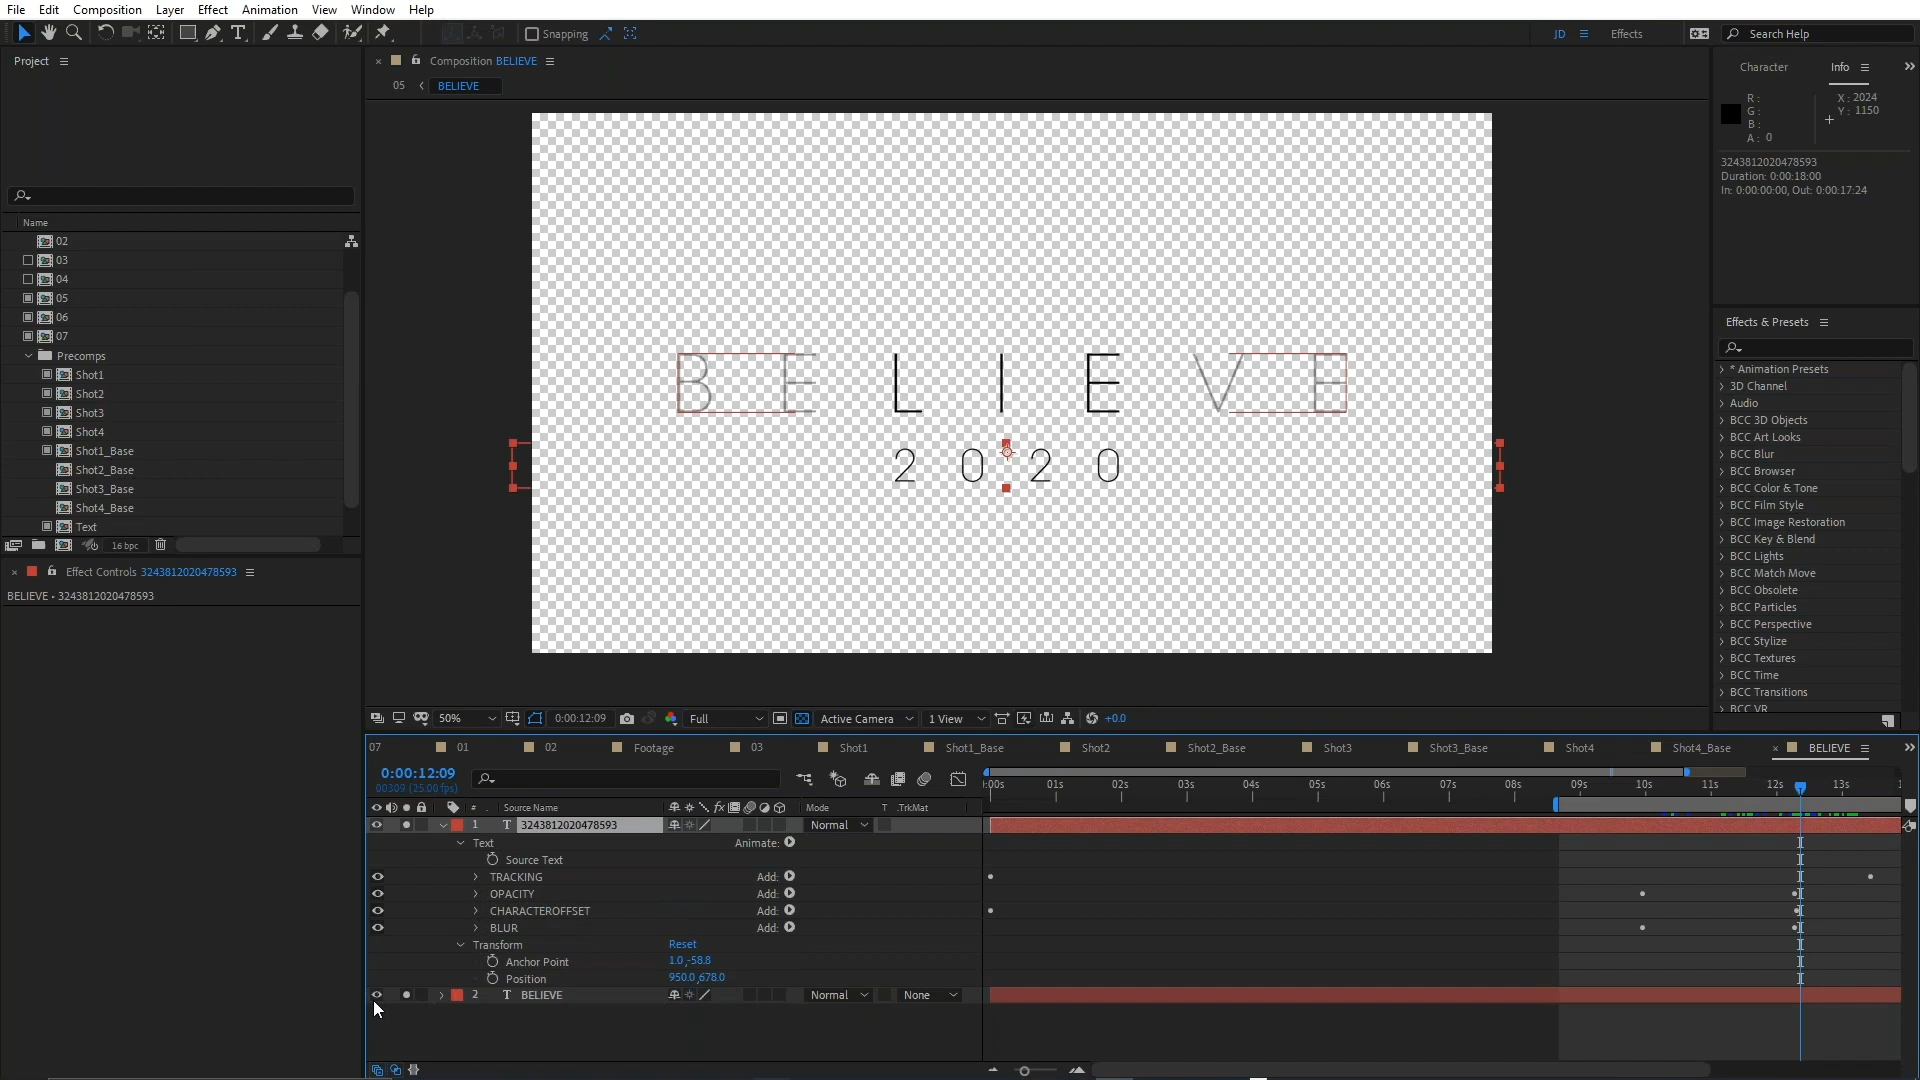 File Edit Composition Layer Effect Animation View Window Help
Snapping
JD
Effects
Search Help
Project
Composition BELIEVE
05 BELIEVE
Character Info
R : X : 2024
G : Y : 1150
B :
A : 0
3243812020478593
Duration: 0:00:18:00
In: 0:00:00:00, Out: 0:00:17:24
Name
02
03
04
05
06
07
Precomps
Shot1
Shot2
Shot3
Shot4
Shot1_Base
Shot2_Base
Shot3_Base
Shot4_Base
Text
16 bpc
Effect Controls 3243812020478593
BELIEVE • 3243812020478593
B E L I E V E
2 0 2 0
Effects & Presets
* Animation Presets
3D Channel
Audio
BCC 3D Objects
BCC Art Looks
BCC Blur
BCC Browser
BCC Color & Tone
BCC Film Style
BCC Image Restoration
BCC Key & Blend
BCC Lights
BCC Match Move
BCC Obsolete
BCC Particles
BCC Perspective
BCC Stylize
BCC Textures
BCC Time
BCC Transitions
BCC VR
50% 0:00:12:09 Full Active Camera 1 View +0.0
07 01 02 Footage 03 Shot1 Shot1_Base Shot2 Shot2_Base Shot3 Shot3_Base Shot4 Shot4_Base BELIEVE
0:00:12:09
00309 (25.00 fps)
:00s 01s 02s 03s 04s 05s 06s 07s 08s 09s 10s 11s 12s 13s
# Source Name Mode T .TrkMat
1 T 3243812020478593 Normal
Text Animate:
Source Text
TRACKING Add:
OPACITY Add:
CHARACTEROFFSET Add:
BLUR Add:
Transform Reset
Anchor Point 1.0,-58.8
Position 950.0,678.0
2 T BELIEVE Normal None